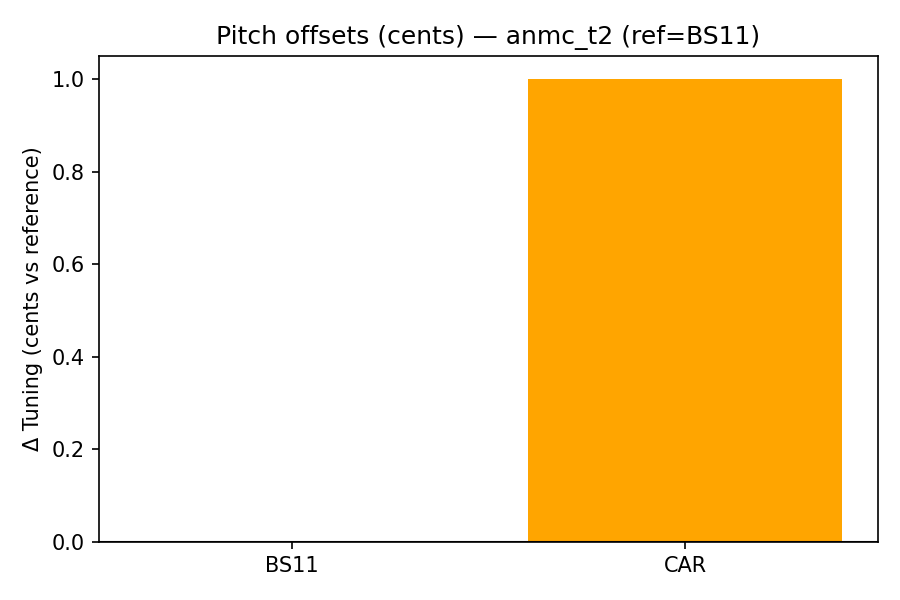 Pitch offsets (cents) — anmc_t2 (ref=BS11)
Δ Tuning (cents vs reference)
1.0
0.8
0.6
0.4
0.2
0.0
BS11
CAR